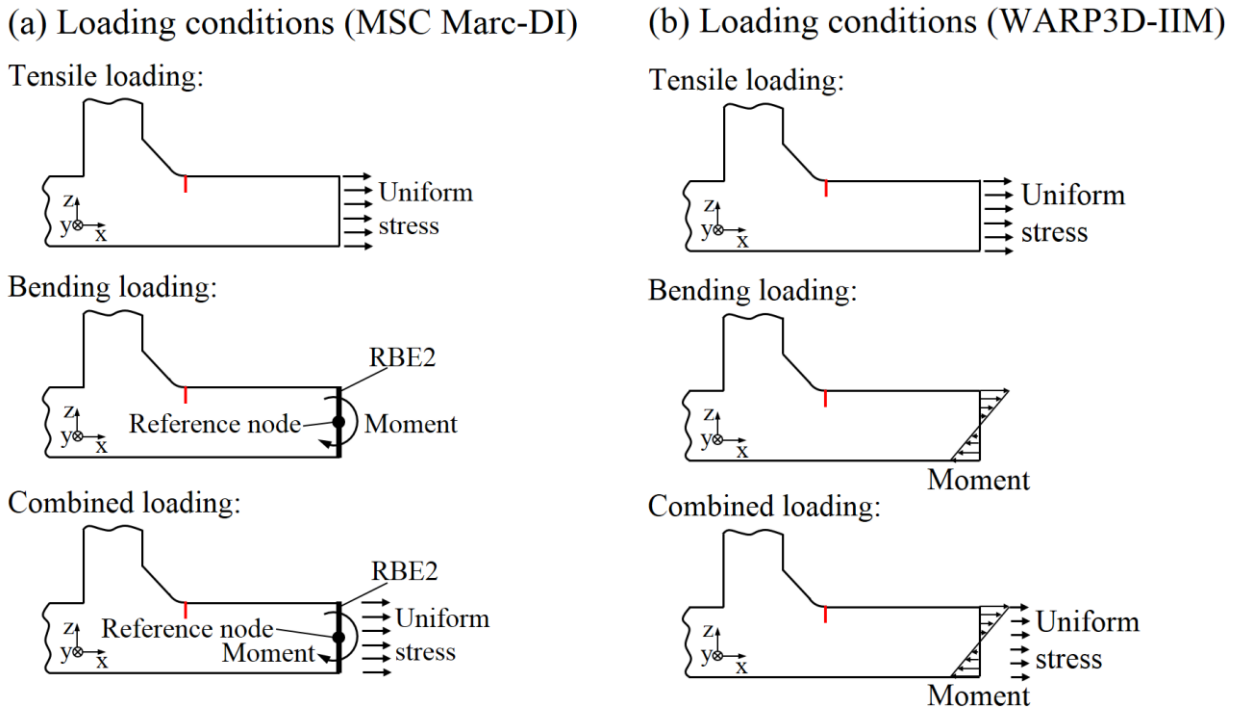 (a) Loading conditions (MSC Marc-DI)
Tensile loading:
Uniform
stress
z
y
x
Bending loading:
RBE2
Reference node
Moment
z
y
x
Combined loading:
RBE2
Uniform
Reference node
Moment
stress
z
y
x
(b) Loading conditions (WARP3D-IIM)
Tensile loading:
Uniform
stress
z
y
x
Bending loading:
z
y
x
Moment
Combined loading:
Uniform
stress
z
y
x
Moment